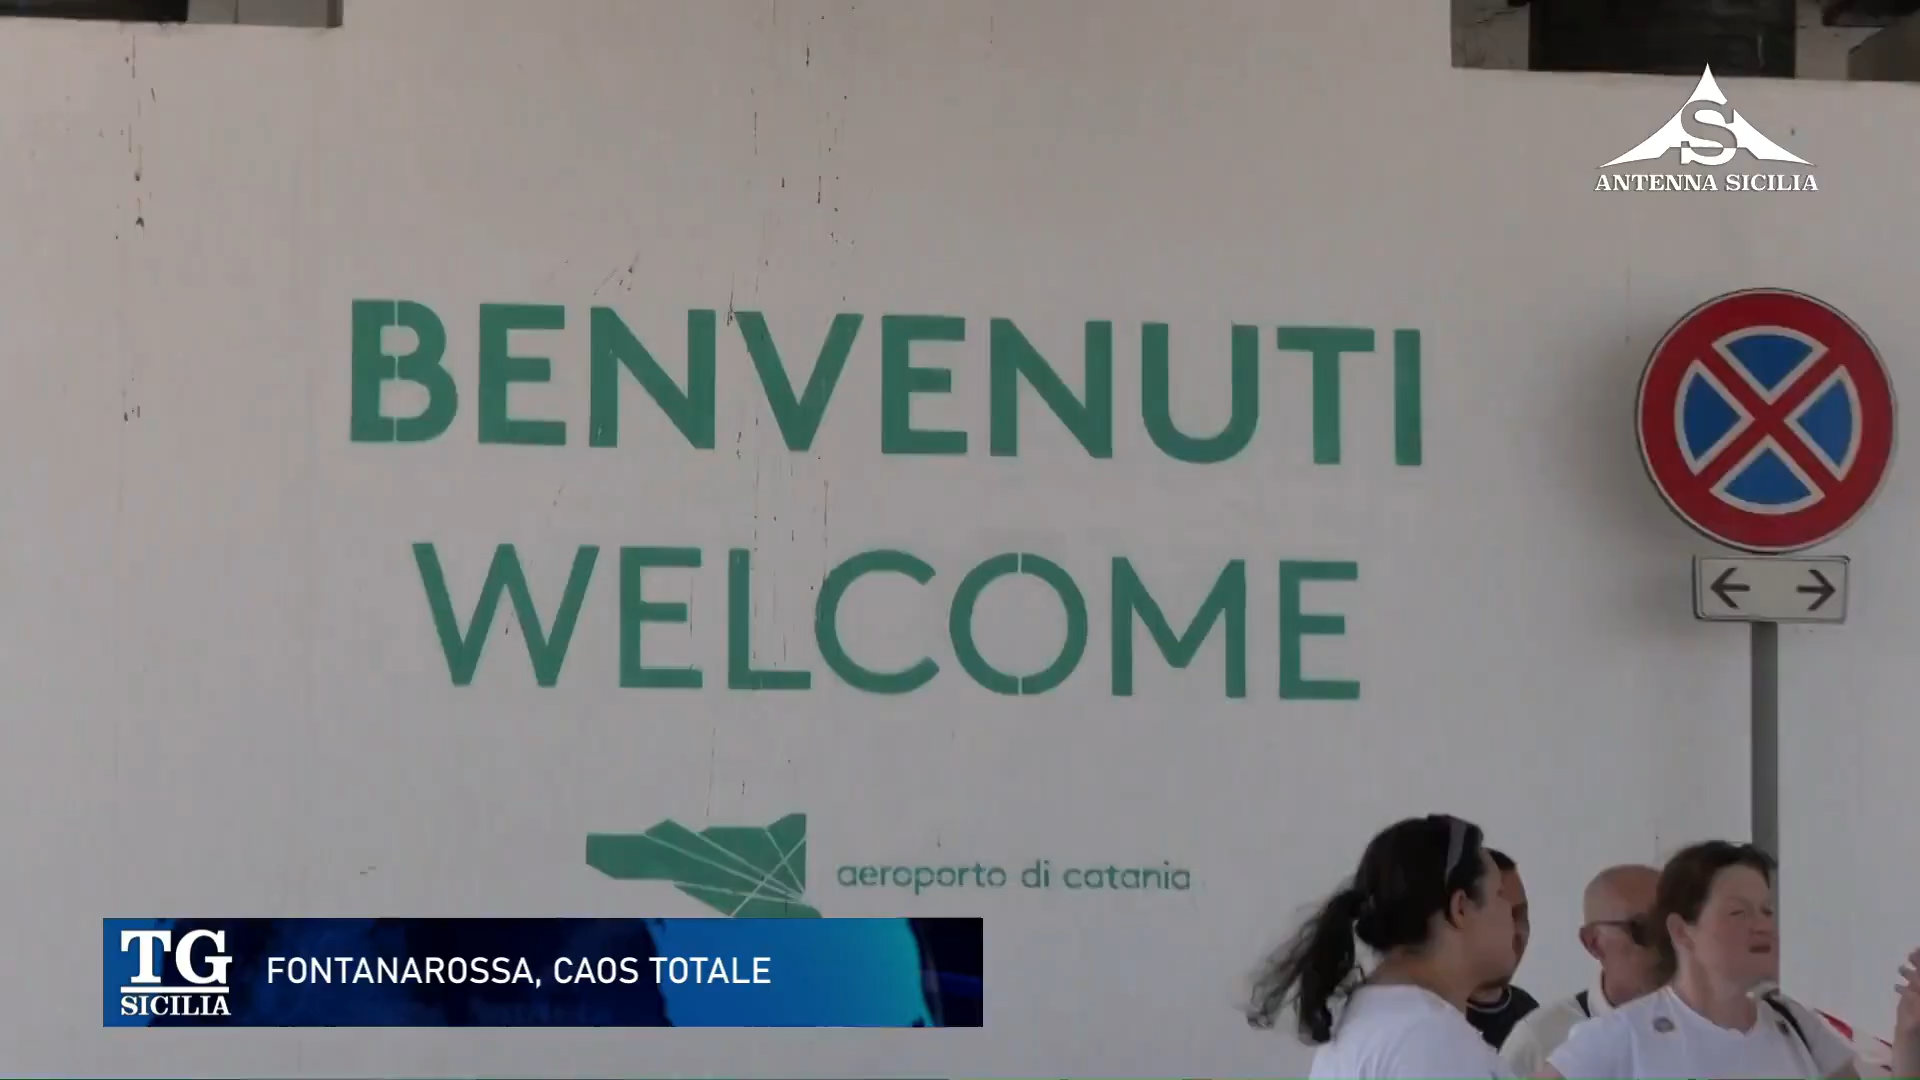 ANTENNA SICILIA
BENVENUTI
WELCOME
aeroporto di catania
TG
SICILIA
FONTANAROSSA, CAOS TOTALE